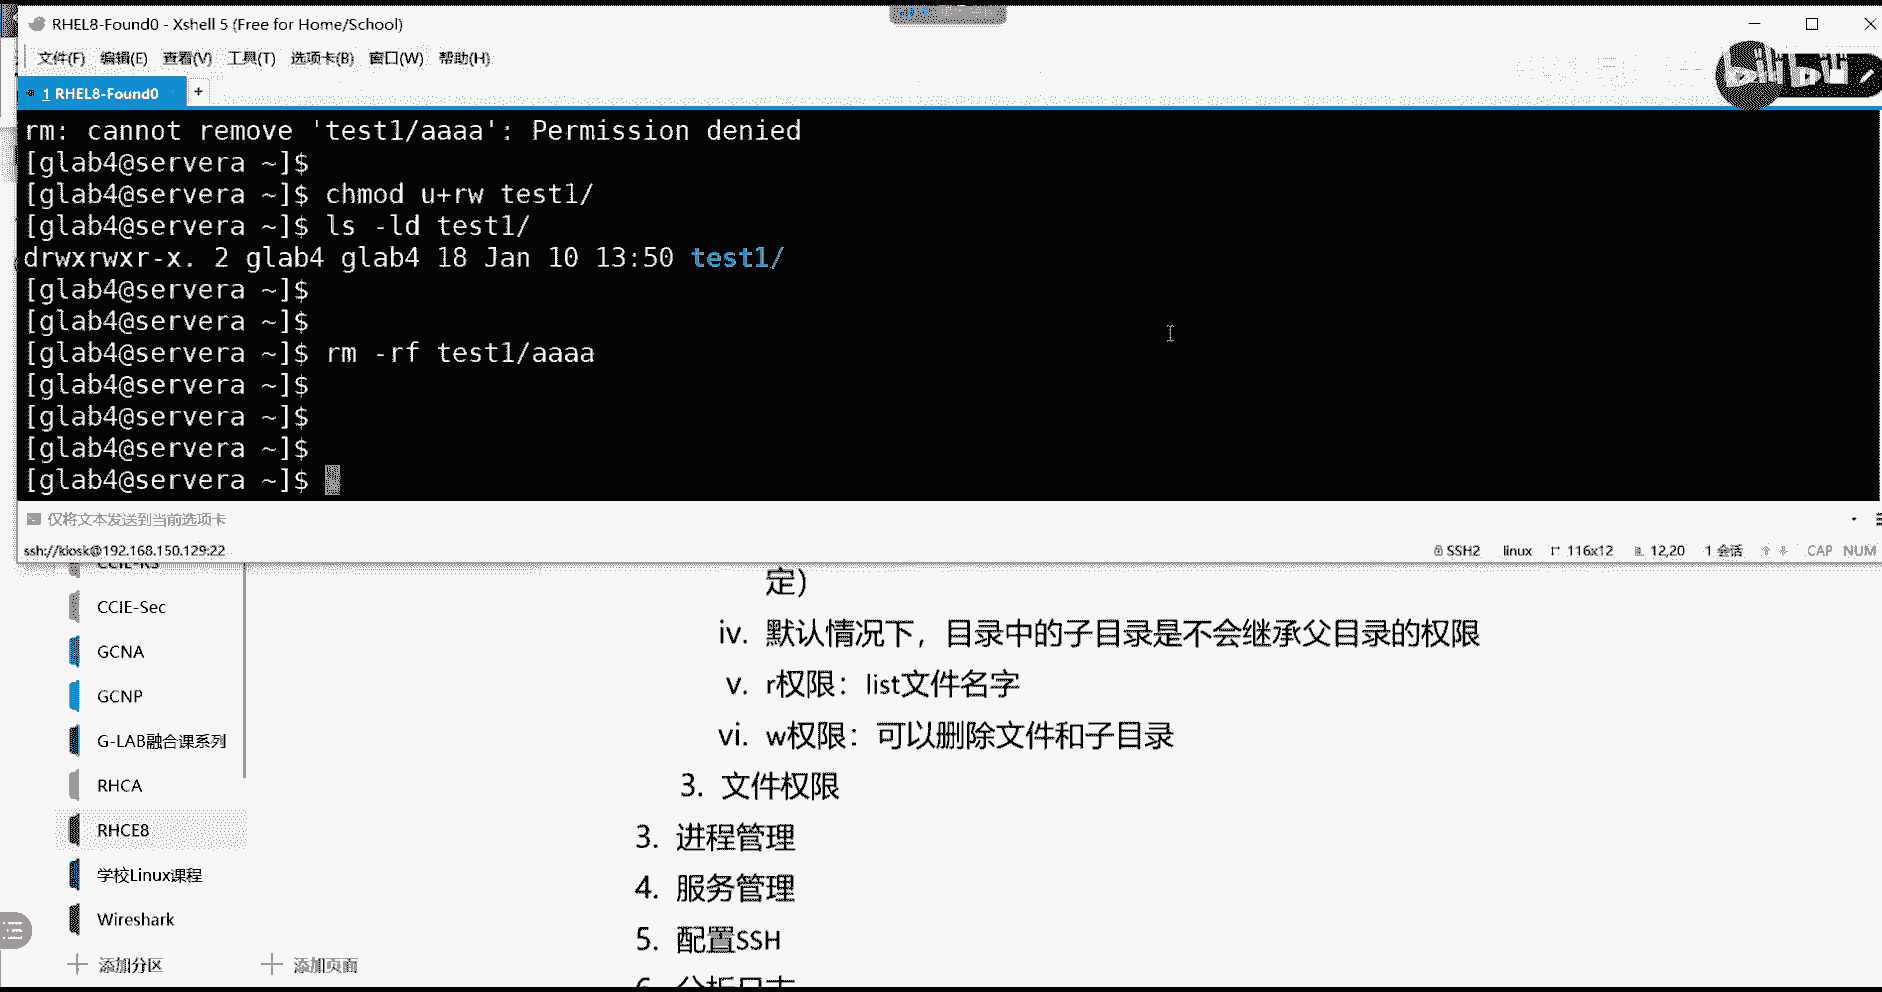 RHEL8-Found0 - Xshell 5 (Free for Home/School)
文件(F) 编辑(E) 查看(V) 工具(T) 选项卡(B) 窗口(W) 帮助(H)
1 RHEL8-Found0 +
rm: cannot remove 'test1/aaaa': Permission denied
[glab4@servera ~]$
[glab4@servera ~]$ chmod u+rw test1/
[glab4@servera ~]$ ls -ld test1/
drwxrwxr-x. 2 glab4 glab4 18 Jan 10 13:50 test1/
[glab4@servera ~]$
[glab4@servera ~]$
[glab4@servera ~]$ rm -rf test1/aaaa
[glab4@servera ~]$
[glab4@servera ~]$
[glab4@servera ~]$
[glab4@servera ~]$
仅将文本发送到当前选项卡
ssh://kiosk@192.168.150.129:22 SSH2 linux 116x12 12,20 1 会话 CAP NUM
CCIE-RS
CCIE-Sec
GCNA
GCNP
G-LAB融合课系列
RHCA
RHCE8
学校Linux课程
Wireshark
添加分区 添加页面
定）
iv. 默认情况下，目录中的子目录是不会继承父目录的权限
v. r权限：list文件名字
vi. w权限：可以删除文件和子目录
3. 文件权限
3. 进程管理
4. 服务管理
5. 配置SSH
6. 分析日志